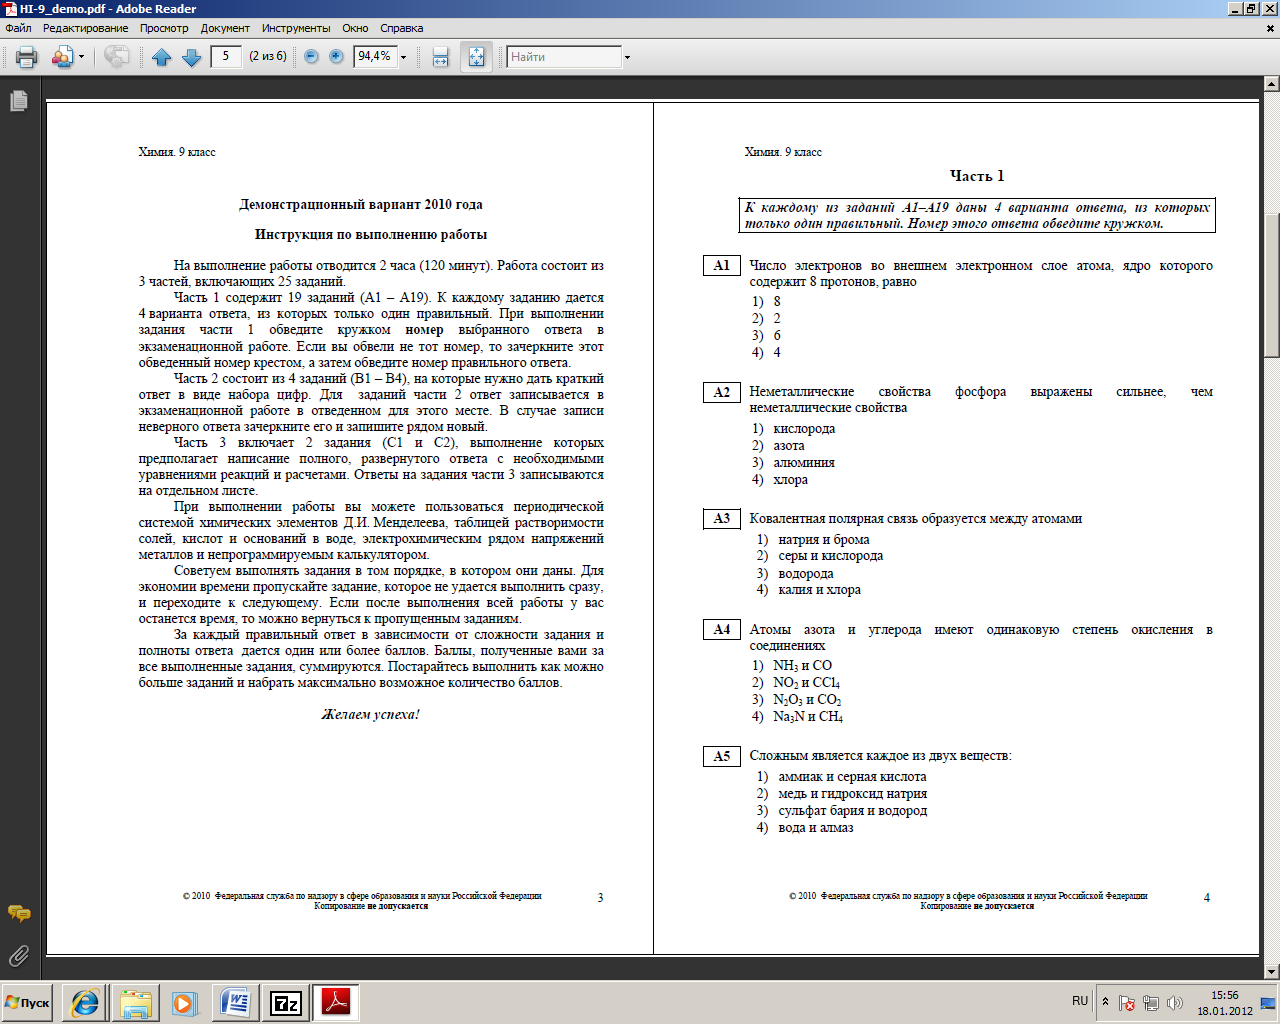 HI-9_demo.pdf - Adobe Reader
Файл Редактирование Просмотр Документ Инструменты Окно Справка
5 (2 из 6) 94,4% Найти
Химия. 9 класс
Демонстрационный вариант 2010 года
Инструкция по выполнению работы
На выполнение работы отводится 2 часа (120 минут). Работа состоит из
3 частей, включающих 25 заданий.
Часть 1 содержит 19 заданий (А1 – А19). К каждому заданию дается
4 варианта ответа, из которых только один правильный. При выполнении
задания части 1 обведите кружком номер выбранного ответа в
экзаменационной работе. Если вы обвели не тот номер, то зачеркните этот
обведенный номер крестом, а затем обведите номер правильного ответа.
Часть 2 состоит из 4 заданий (В1 – В4), на которые нужно дать краткий
ответ в виде набора цифр. Для заданий части 2 ответ записывается в
экзаменационной работе в отведенном для этого месте. В случае записи
неверного ответа зачеркните его и запишите рядом новый.
Часть 3 включает 2 задания (С1 и С2), выполнение которых
предполагает написание полного, развернутого ответа с необходимыми
уравнениями реакций и расчетами. Ответы на задания части 3 записываются
на отдельном листе.
При выполнении работы вы можете пользоваться периодической
системой химических элементов Д.И. Менделеева, таблицей растворимости
солей, кислот и оснований в воде, электрохимическим рядом напряжений
металлов и непрограммируемым калькулятором.
Советуем выполнять задания в том порядке, в котором они даны. Для
экономии времени пропускайте задание, которое не удается выполнить сразу,
и переходите к следующему. Если после выполнения всей работы у вас
останется время, то можно вернуться к пропущенным заданиям.
За каждый правильный ответ в зависимости от сложности задания и
полноты ответа дается один или более баллов. Баллы, полученные вами за
все выполненные задания, суммируются. Постарайтесь выполнить как можно
больше заданий и набрать максимально возможное количество баллов.
Желаем успеха!
© 2010 Федеральная служба по надзору в сфере образования и науки Российской Федерации
Копирование не допускается
3
Химия. 9 класс
Часть 1
К каждому из заданий А1–А19 даны 4 варианта ответа, из которых
только один правильный. Номер этого ответа обведите кружком.
А1 Число электронов во внешнем электронном слое атома, ядро которого
содержит 8 протонов, равно
1) 8
2) 2
3) 6
4) 4
А2 Неметаллические свойства фосфора выражены сильнее, чем
неметаллические свойства
1) кислорода
2) азота
3) алюминия
4) хлора
А3 Ковалентная полярная связь образуется между атомами
1) натрия и брома
2) серы и кислорода
3) водорода
4) калия и хлора
А4 Атомы азота и углерода имеют одинаковую степень окисления в
соединениях
1) NH₃ и CO
2) NO₂ и CCl₄
3) N₂O₃ и CO₂
4) Na₃N и CH₄
А5 Сложным является каждое из двух веществ:
1) аммиак и серная кислота
2) медь и гидроксид натрия
3) сульфат бария и водород
4) вода и алмаз
© 2010 Федеральная служба по надзору в сфере образования и науки Российской Федерации
Копирование не допускается
4
Пуск
RU
15:56
18.01.2012